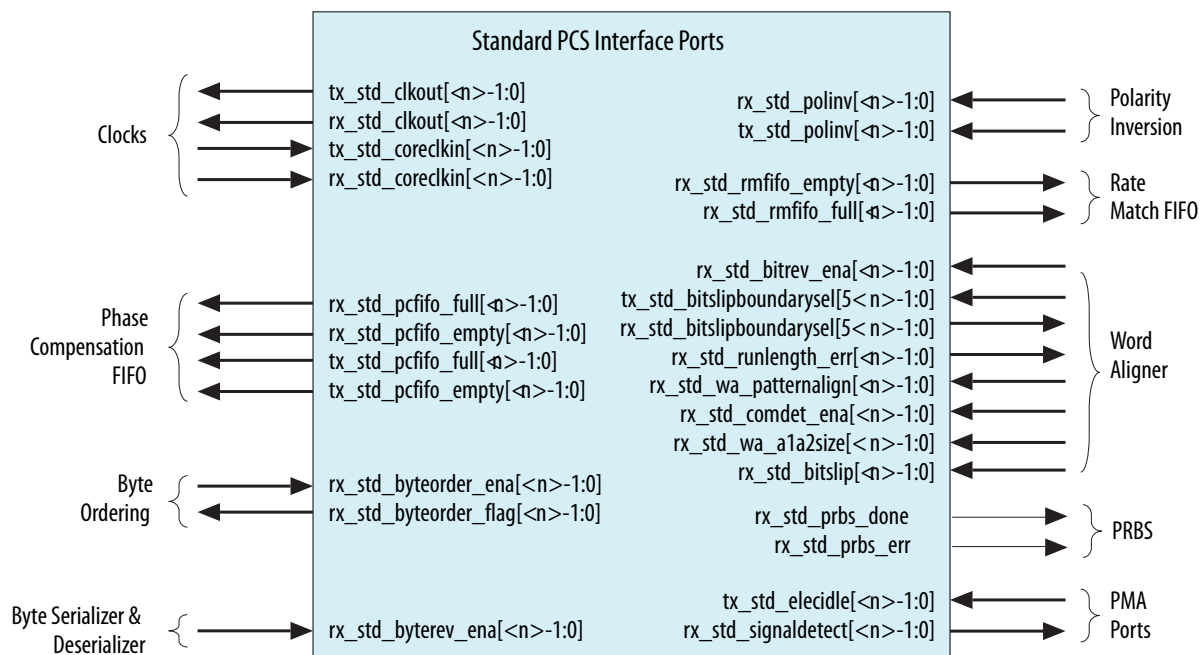 Standard PCS Interface Ports
Clocks
tx_std_clkout[<n>-1:0]
rx_std_clkout[<n>-1:0]
tx_std_coreclkin[<n>-1:0]
rx_std_coreclkin[<n>-1:0]
Phase
Compensation
FIFO
rx_std_pcfifo_full[<n>-1:0]
rx_std_pcfifo_empty[<n>-1:0]
tx_std_pcfifo_full[<n>-1:0]
tx_std_pcfifo_empty[<n>-1:0]
Byte
Ordering
rx_std_byteorder_ena[<n>-1:0]
rx_std_byteorder_flag[<n>-1:0]
Byte Serializer &
Deserializer
rx_std_byterev_ena[<n>-1:0]
rx_std_polinv[<n>-1:0]
tx_std_polinv[<n>-1:0]
Polarity
Inversion
rx_std_rmfifo_empty[<n>-1:0]
rx_std_rmfifo_full[<n>-1:0]
Rate
Match FIFO
rx_std_bitrev_ena[<n>-1:0]
tx_std_bitslipboundarysel[5<n>-1:0]
rx_std_bitslipboundarysel[5<n>-1:0]
rx_std_runlength_err[<n>-1:0]
rx_std_wa_patternalign[<n>-1:0]
rx_std_comdet_ena[<n>-1:0]
rx_std_wa_a1a2size[<n>-1:0]
rx_std_bitslip[<n>-1:0]
Word
Aligner
rx_std_prbs_done
rx_std_prbs_err
PRBS
tx_std_elecidle[<n>-1:0]
rx_std_signaldetect[<n>-1:0]
PMA
Ports